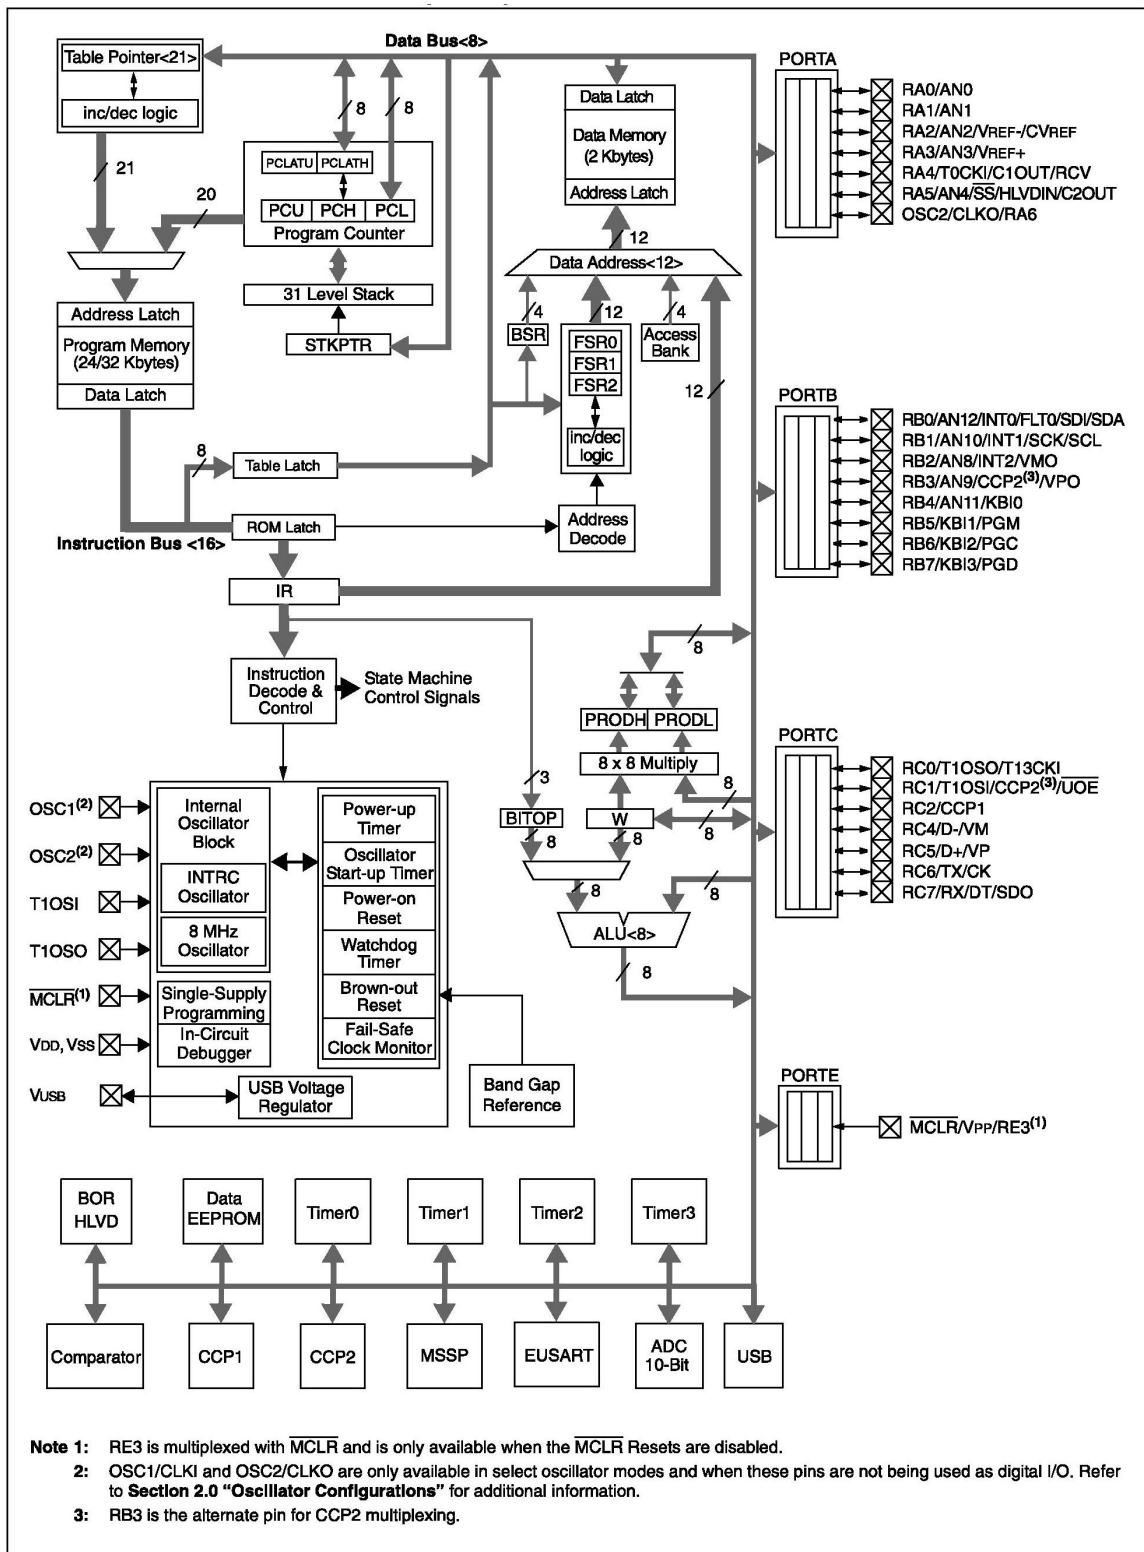 Data Bus<8>
Table Pointer<21>
inc/dec logic
21
20
8
8
PCLATU PCLATH
PCU PCH PCL
Program Counter
31 Level Stack
STKPTR
Address Latch
Program Memory
(24/32 Kbytes)
Data Latch
8
Table Latch
ROM Latch
Instruction Bus <16>
IR
Data Latch
Data Memory
(2 Kbytes)
Address Latch
12
Data Address<12>
4
12
4
BSR
FSR0
FSR1
FSR2
inc/dec
logic
Access
Bank
12
Address
Decode
Instruction
Decode &
Control
State Machine
Control Signals
8
PRODH PRODL
8 x 8 Multiply
3
8
BITOP
W
8
8
8
8
8
ALU<8>
8
OSC1(2)
OSC2(2)
T1OSI
T1OSO
MCLR(1)
VDD, VSS
VUSB
Internal
Oscillator
Block
INTRC
Oscillator
8 MHz
Oscillator
Single-Supply
Programming
In-Circuit
Debugger
USB Voltage
Regulator
Power-up
Timer
Oscillator
Start-up Timer
Power-on
Reset
Watchdog
Timer
Brown-out
Reset
Fail-Safe
Clock Monitor
Band Gap
Reference
PORTA
RA0/AN0
RA1/AN1
RA2/AN2/VREF-/CVREF
RA3/AN3/VREF+
RA4/T0CKI/C1OUT/RCV
RA5/AN4/SS/HLVDIN/C2OUT
OSC2/CLKO/RA6
PORTB
RB0/AN12/INT0/FLT0/SDI/SDA
RB1/AN10/INT1/SCK/SCL
RB2/AN8/INT2/VMO
RB3/AN9/CCP2(3)/VPO
RB4/AN11/KBI0
RB5/KBI1/PGM
RB6/KBI2/PGC
RB7/KBI3/PGD
PORTC
RC0/T1OSO/T13CKI
RC1/T1OSI/CCP2(3)/UOE
RC2/CCP1
RC4/D-/VM
RC5/D+/VP
RC6/TX/CK
RC7/RX/DT/SDO
PORTE
MCLR/VPP/RE3(1)
BOR
HLVD
Data
EEPROM
Timer0
Timer1
Timer2
Timer3
Comparator
CCP1
CCP2
MSSP
EUSART
ADC
10-Bit
USB
Note 1: RE3 is multiplexed with MCLR and is only available when the MCLR Resets are disabled.
2: OSC1/CLKI and OSC2/CLKO are only available in select oscillator modes and when these pins are not being used as digital I/O. Refer
to Section 2.0 “Oscillator Configurations” for additional information.
3: RB3 is the alternate pin for CCP2 multiplexing.